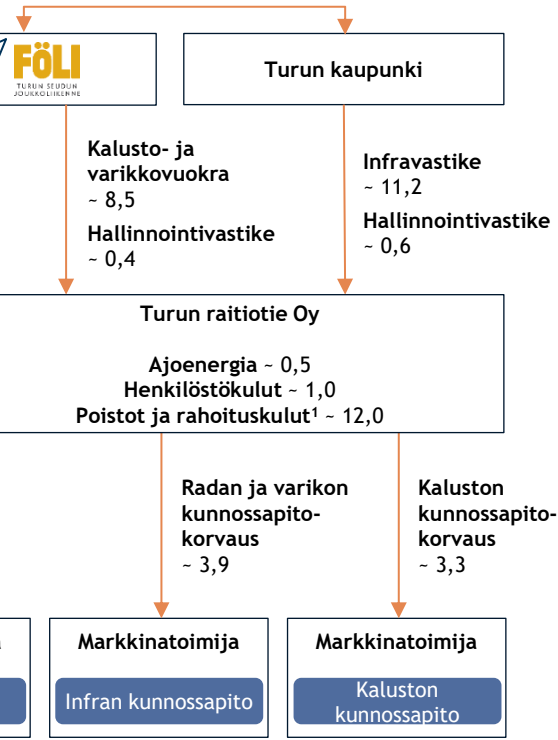 FÖLI
TURUN SEUDUN
JOUKKOLIIKENNE
Turun kaupunki
Kalusto- ja
varikkovuokra
~ 8,5
Hallinnointivastike
~ 0,4
Infravastike
~ 11,2
Hallinnointivastike
~ 0,6
Turun raitiotie Oy
Ajoenergia ~ 0,5
Henkilöstökulut ~ 1,0
Poistot ja rahoituskulut¹ ~ 12,0
Radan ja varikon
kunnossapito-
korvaus
~ 3,9
Kaluston
kunnossapito-
korvaus
~ 3,3
Markkinatoimija
Infran kunnossapito
Markkinatoimija
Kaluston
kunnossapito